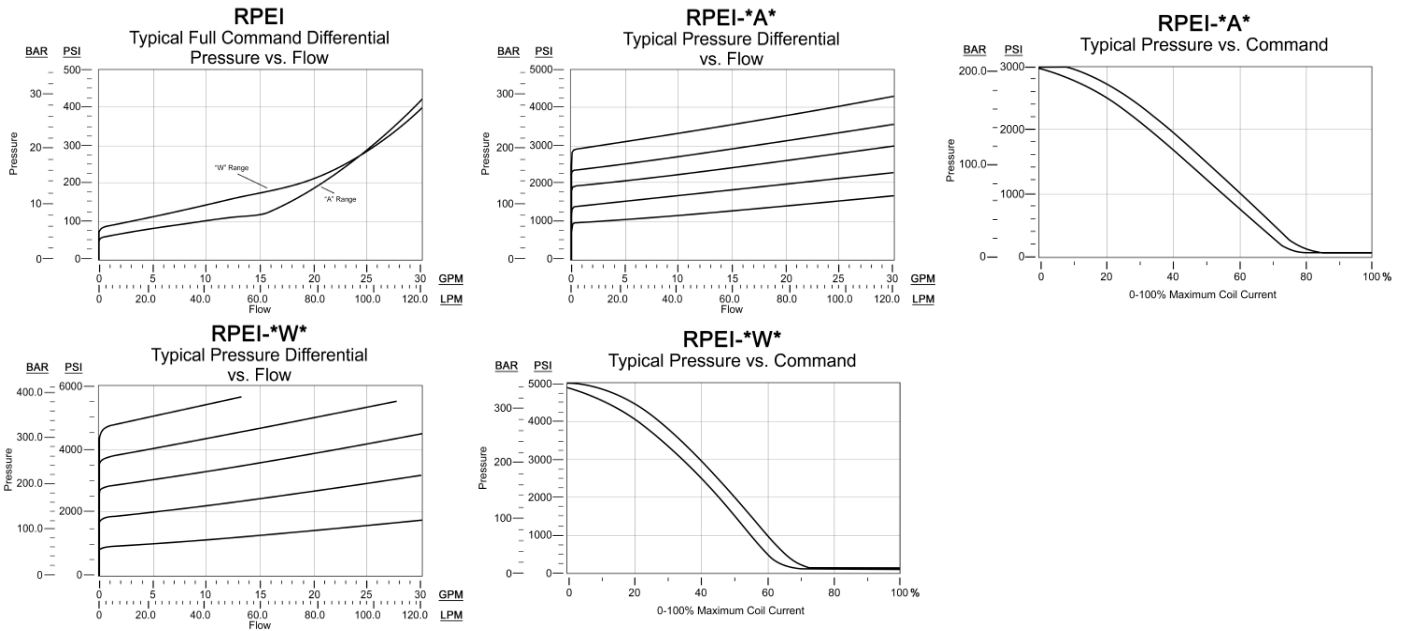 RPEI
Typical Full Command Differential
Pressure vs. Flow
BAR PSI
500
30 400
300
20
200
10
100
0 0
Pressure
"W" Range
"A" Range
0 5 10 15 20 25 30 GPM
0 20.0 40.0 60.0 80.0 100.0 120.0 LPM
Flow
RPEI-*A*
Typical Pressure Differential
vs. Flow
BAR PSI
5000
300 4000
3000
200
2000
100
1000
0 0
Pressure
0 5 10 15 20 25 30 GPM
0 20.0 40.0 60.0 80.0 100.0 120.0 LPM
Flow
RPEI-*A*
Typical Pressure vs. Command
BAR PSI
200.0 3000
2000
100.0
1000
0 0
Pressure
0 20 40 60 80 100 %
0-100% Maximum Coil Current
RPEI-*W*
Typical Pressure Differential
vs. Flow
BAR PSI
400.0 6000
300.0
4000
200.0
2000
100.0
0 0
Pressure
0 5 10 15 20 25 30 GPM
0 20.0 40.0 60.0 80.0 100.0 120.0 LPM
Flow
RPEI-*W*
Typical Pressure vs. Command
BAR PSI
5000
300
4000
200 3000
2000
100
1000
0 0
Pressure
0 20 40 60 80 100 %
0-100% Maximum Coil Current